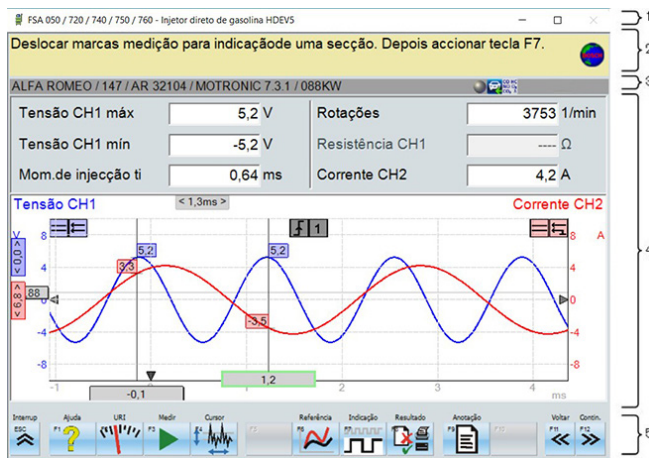 FSA 050 / 720 / 740 / 750 / 760 - Injetor direto de gasolina HDEV5
1
Deslocar marcas medição para indicaçãode uma secção. Depois accionar tecla F7.
2
ALFA ROMEO / 147 / AR 32104 / MOTRONIC 7.3.1 / 088KW
3
Tensão CH1 máx 5,2 V Rotações 3753 1/min
Tensão CH1 mín -5,2 V Resistência CH1 ---- Ω
Mom.de injecção ti 0,64 ms Corrente CH2 4,2 A
Tensão CH1 < 1,3ms > Corrente CH2
4
V 8 5,2 5,2 1 8 A
< 0,0 > 4 3,3 4
< 6,8 > 88 0 0
-4 -3,5 -4
-8 -8
-1 -0,1 1,2 2 3 4 ms
Interrup Ajuda URI Medir Cursor Referência Indicação Resultado Anotação Voltar Contin.
ESC F1 F2 F3 F4 F5 F6 F7 F8 F9 F10 F11 F12
5